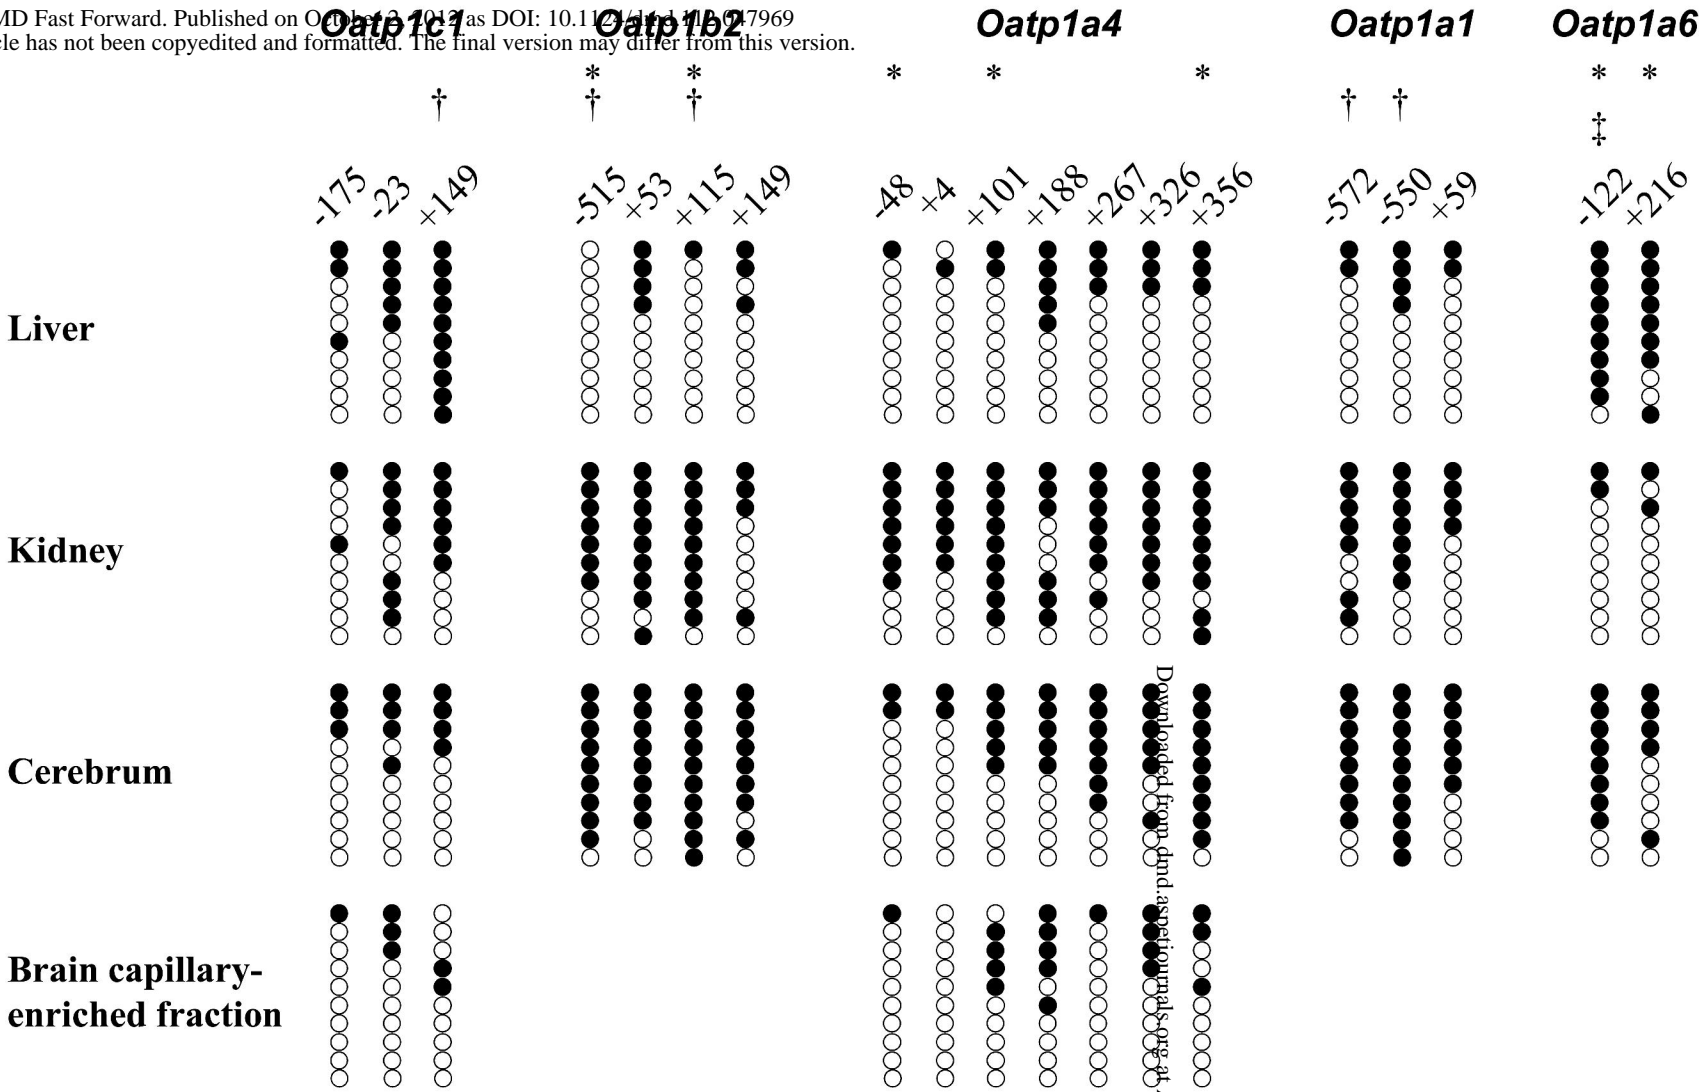 MD Fast Forward. Published on October 2, 2012 as DOI: 10.1124/dmd.112.047969
cle has not been copyedited and formatted. The final version may differ from this version.
Oatp1c1 Oatp1b2 Oatp1a4 Oatp1a1 Oatp1a6
* * * * * * *
† † † † †
‡
-175 -23 +149 -515 +53 +115 +149 -48 +4 +101 +188 +267 +326 +356 -572 -550 +59 -122 +216
Liver
Kidney
Cerebrum
Brain capillary-
enriched fraction
Downloaded from dmd.aspetjournals.org at